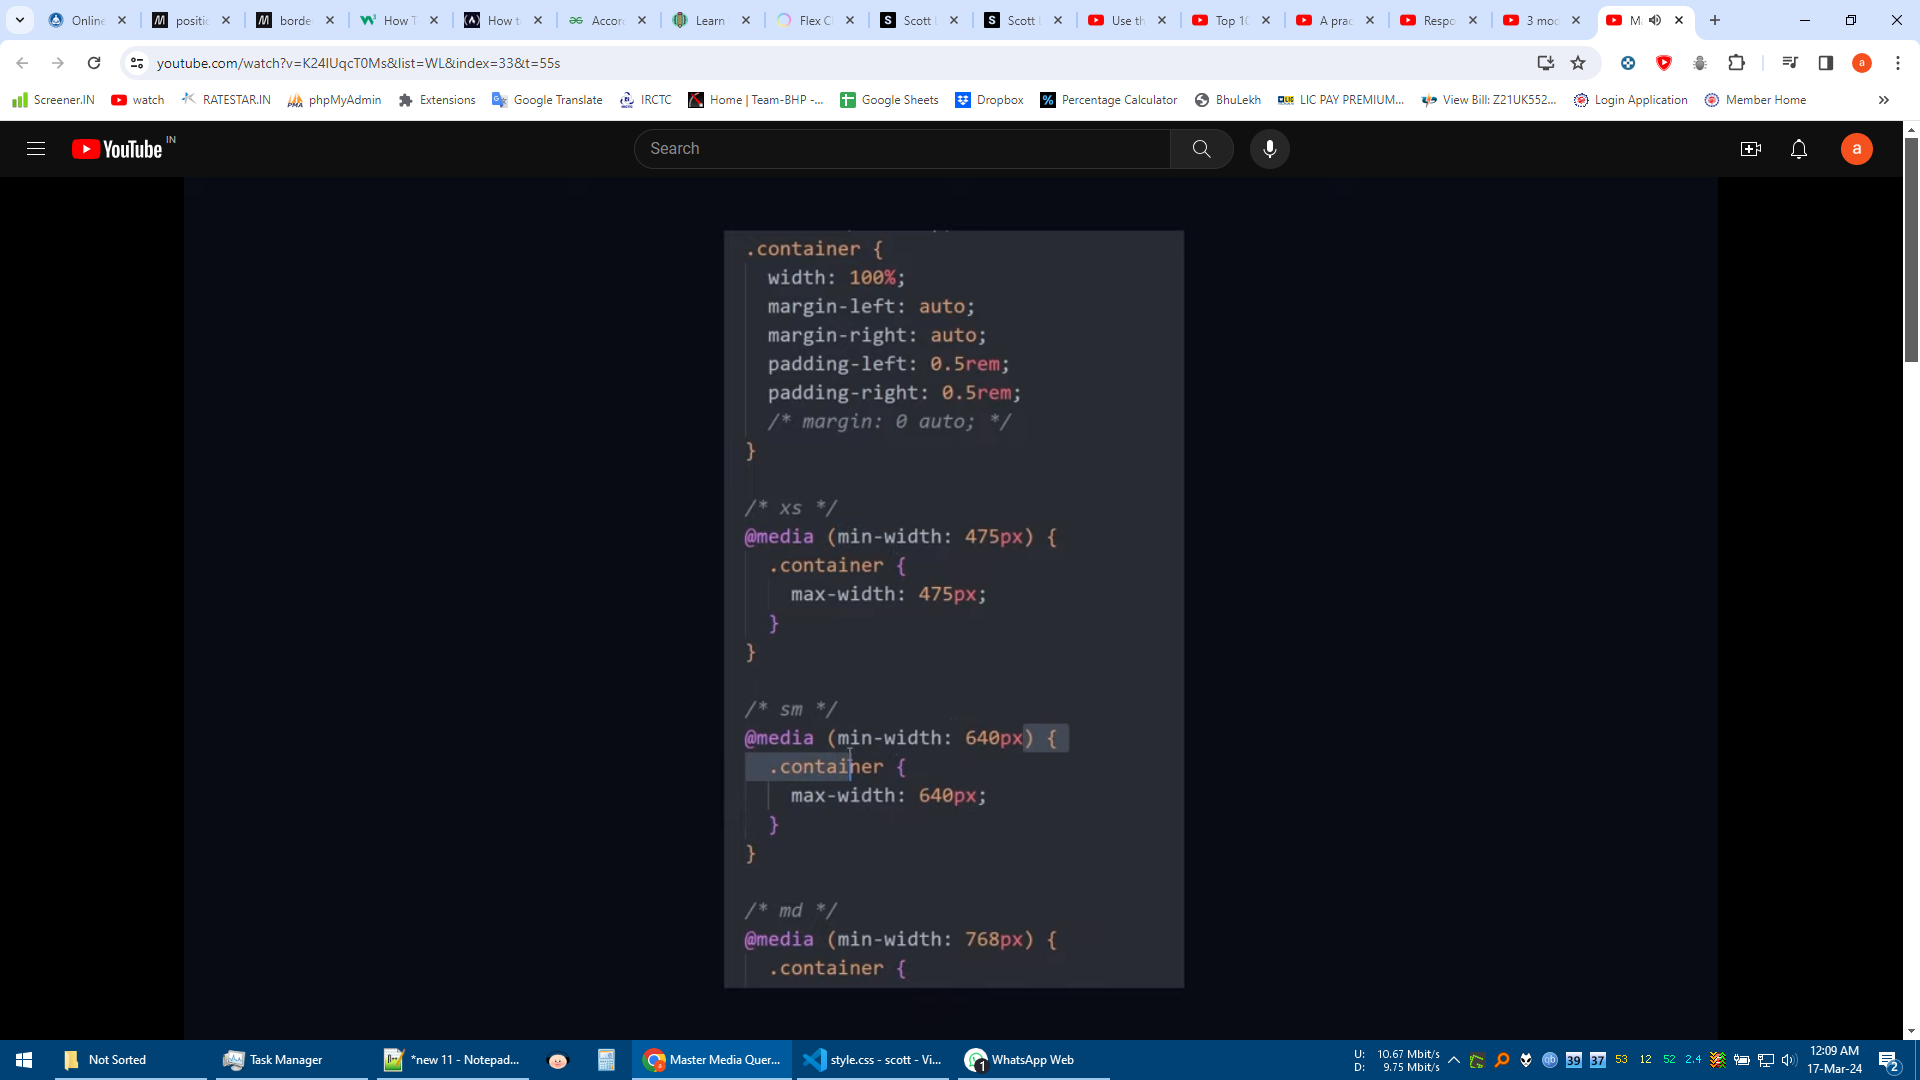 Online
positi
borde
How T
How t
Accor
Learn
Flex C
Scott L
Scott L
Use th
Top 10
A prac
Respo
3 mod
M
youtube.com/watch?v=K24IUqcT0Ms&list=WL&index=33&t=55s
a
Screener.IN
watch
RATESTAR.IN
phpMyAdmin
Extensions
Google Translate
IRCTC
Home | Team-BHP -...
Google Sheets
Dropbox
Percentage Calculator
BhuLekh
LIC PAY PREMIUM...
View Bill: Z21UK552...
Login Application
Member Home
YouTube IN
Search
a
.container {
width: 100%;
margin-left: auto;
margin-right: auto;
padding-left: 0.5rem;
padding-right: 0.5rem;
/* margin: 0 auto; */
}
/* xs */
@media (min-width: 475px) {
.container {
max-width: 475px;
}
}
/* sm */
@media (min-width: 640px) {
.container {
max-width: 640px;
}
}
/* md */
@media (min-width: 768px) {
.container {
Not Sorted
Task Manager
*new 11 - Notepad...
Master Media Quer...
style.css - scott - Vi...
1 WhatsApp Web
U: 10.67 Mbit/s
D: 9.75 Mbit/s
39
37
53
12
52
2.4
12:09 AM
17-Mar-24
2